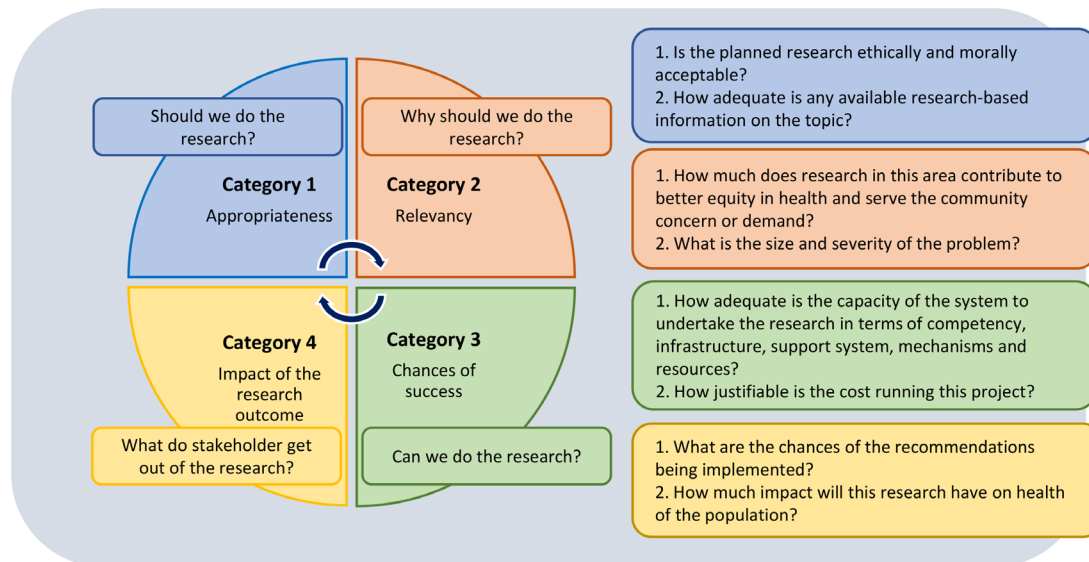 Should we do the
research?
Category 1
Appropriateness
Why should we do the
research?
Category 2
Relevancy
Category 4
Impact of the
research
outcome
What do stakeholder get
out of the research?
Category 3
Chances of
success
Can we do the research?
1. Is the planned research ethically and morally
acceptable?
2. How adequate is any available research-based
information on the topic?
1. How much does research in this area contribute to
better equity in health and serve the community
concern or demand?
2. What is the size and severity of the problem?
1. How adequate is the capacity of the system to
undertake the research in terms of competency,
infrastructure, support system, mechanisms and
resources?
2. How justifiable is the cost running this project?
1. What are the chances of the recommendations
being implemented?
2. How much impact will this research have on health
of the population?